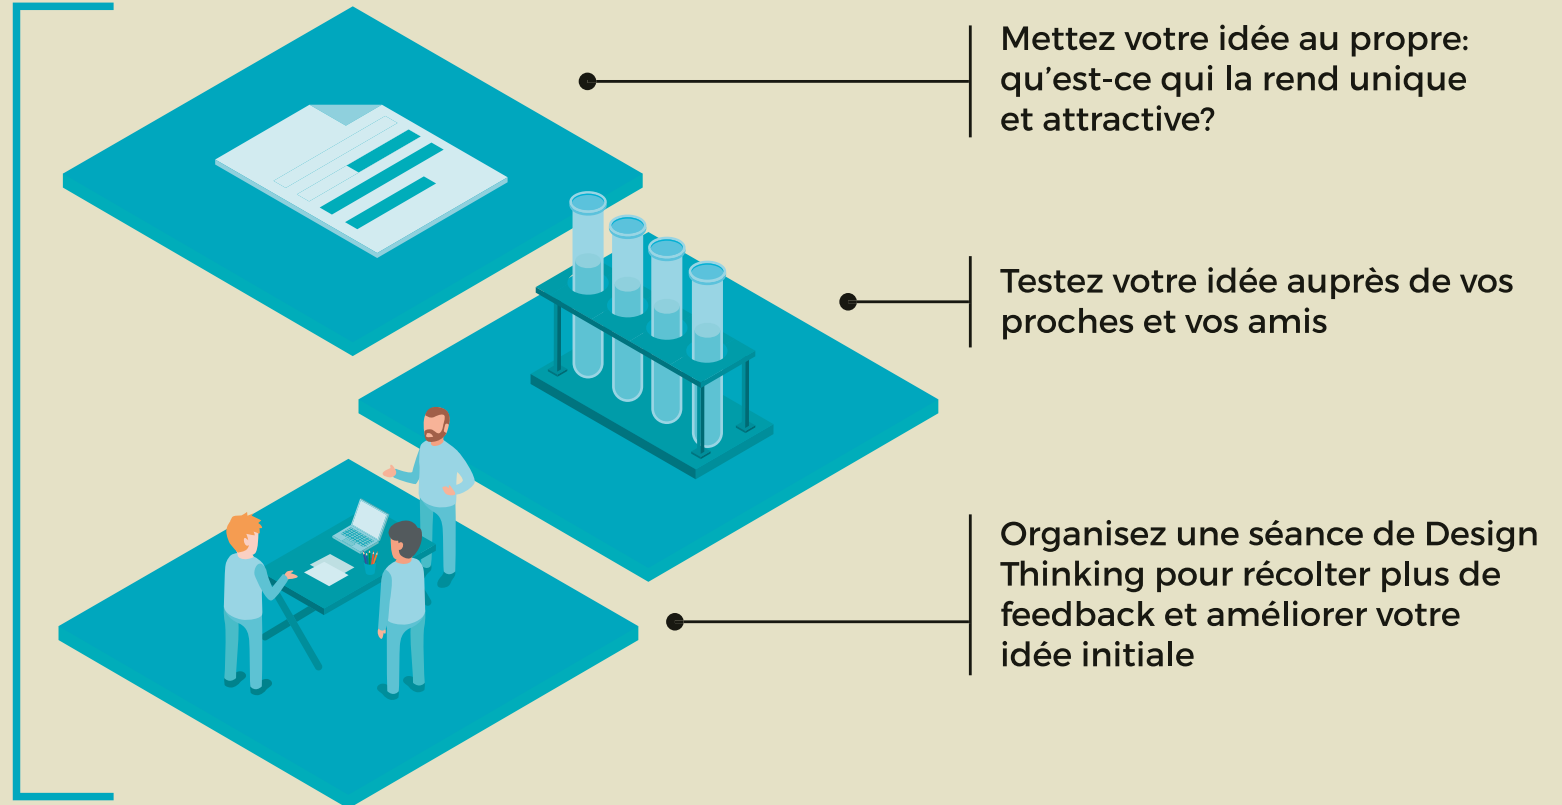 Mettez votre idée au propre:
qu’est-ce qui la rend unique
et attractive?
Testez votre idée auprès de vos
proches et vos amis
Organisez une séance de Design
Thinking pour récolter plus de
feedback et améliorer votre
idée initiale